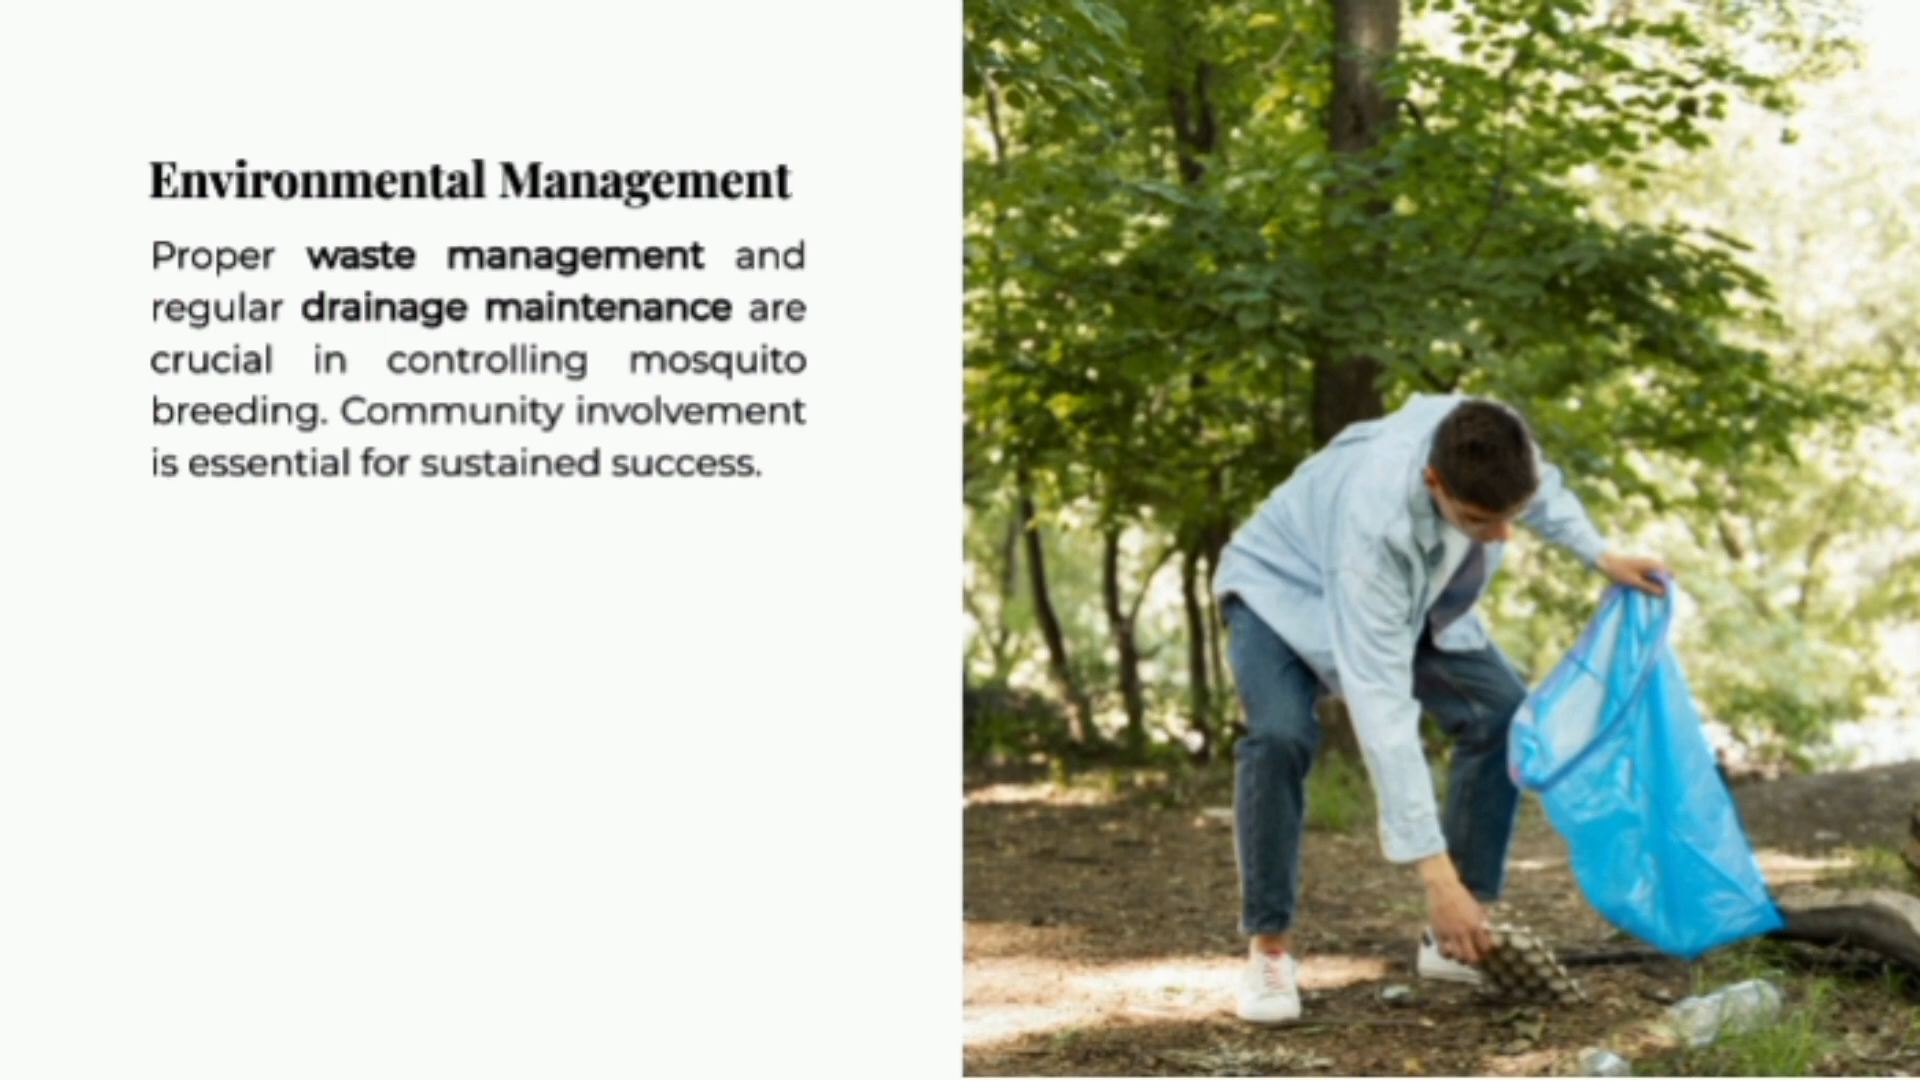 Environmental Management
Proper waste management and
regular drainage maintenance are
crucial in controlling mosquito
breeding. Community involvement
is essential for sustained success.